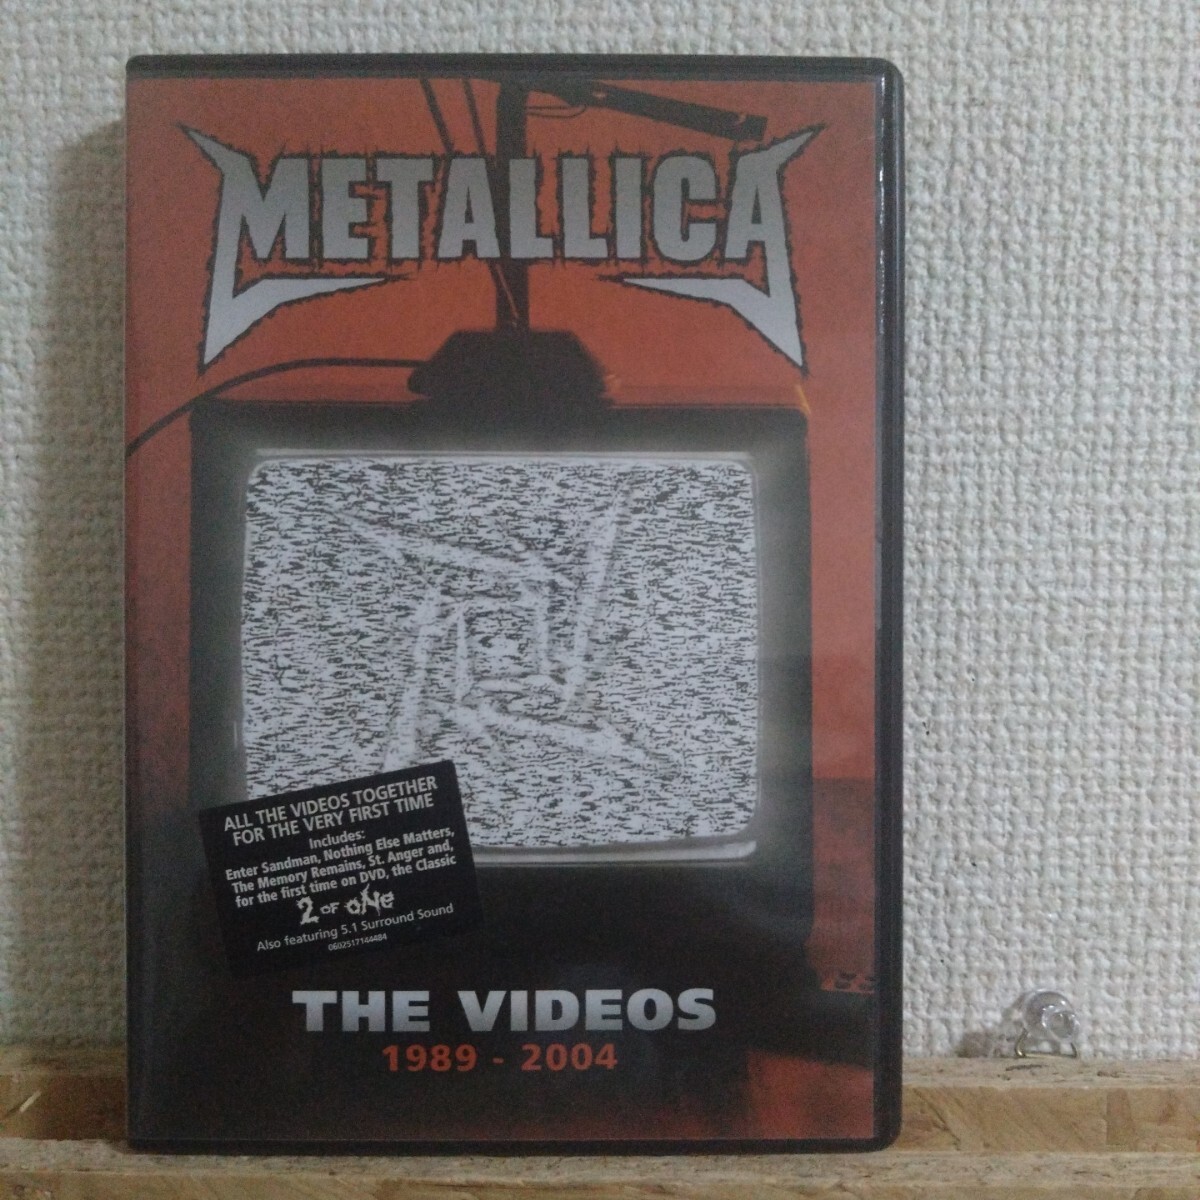 METALLICA
ALL THE VIDEOS TOGETHER
FOR THE VERY FIRST TIME
Includes:
Enter Sandman, Nothing Else Matters,
The Memory Remains, St. Anger and,
for the first time on DVD, the Classic
2 OF ONE
Also featuring 5.1 Surround Sound
0602517144484
THE VIDEOS
1989 - 2004